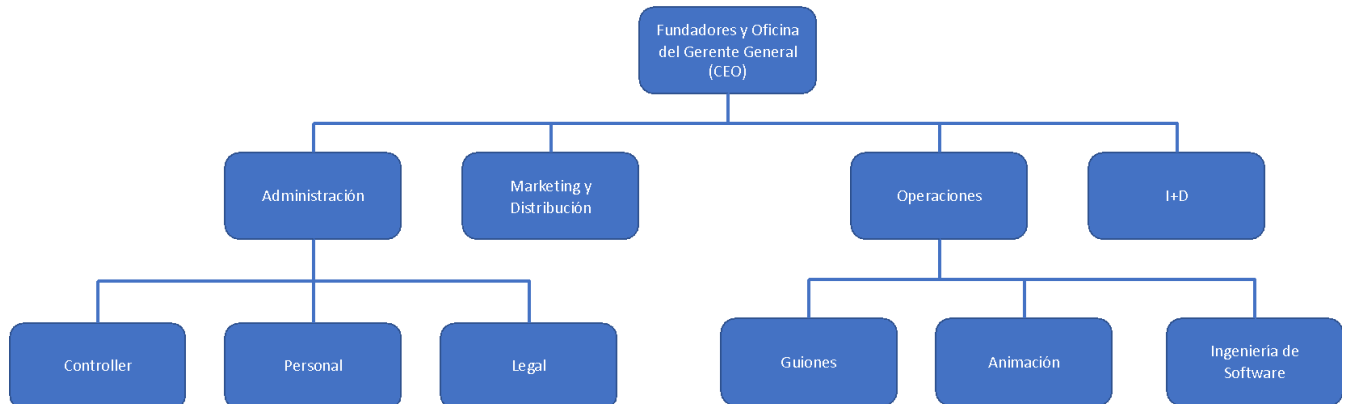 Fundadores y Oficina
del Gerente General
(CEO)
Administración
Marketing y
Distribución
Operaciones
I+D
Controller
Personal
Legal
Guiones
Animación
Ingeniería de
Software